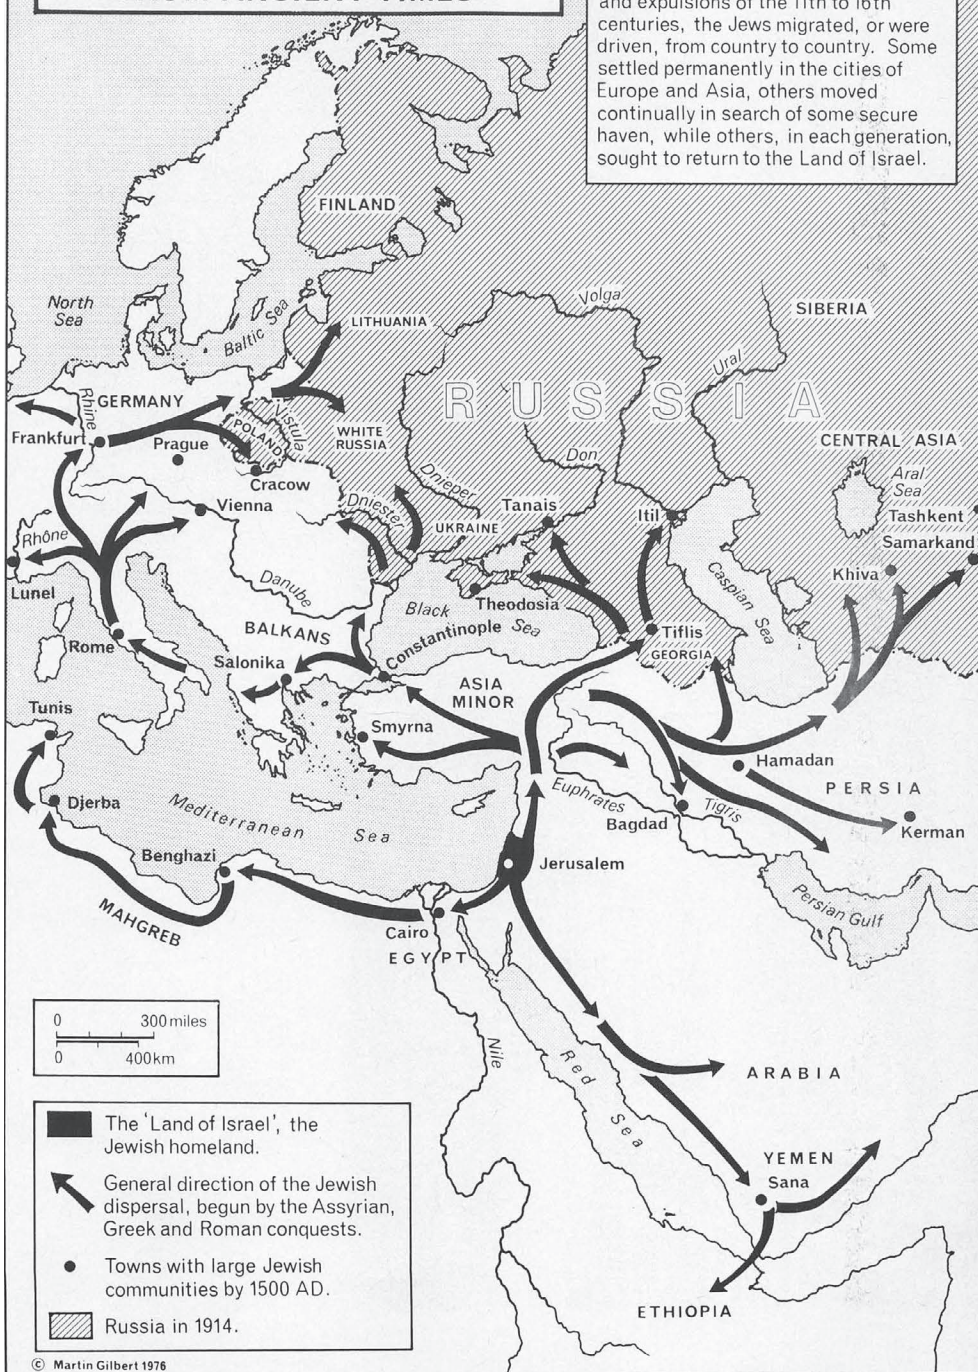 ANCIENT TIMES
and expulsions of the 11th to 16th
centuries, the Jews migrated, or were
driven, from country to country. Some
settled permanently in the cities of
Europe and Asia, others moved
continually in search of some secure
haven, while others, in each generation,
sought to return to the Land of Israel.
FINLAND
North
Sea
Baltic Sea
LITHUANIA
Volga
SIBERIA
Ural
RUSSIA
Rhine
GERMANY
Vistula
POLAND
WHITE
RUSSIA
Frankfurt
Prague
Cracow
CENTRAL ASIA
Aral
Sea
Don
Dnieper
Dniester
Tanais
Itil
Tashkent
Samarkand
Vienna
UKRAINE
Rhône
Khiva
Lunel
Danube
Caspian Sea
Black
Sea
Theodosia
BALKANS
Constantinople
Rome
Salonika
Tiflis
GEORGIA
ASIA
MINOR
Tunis
Smyrna
Hamadan
Djerba
Euphrates
PERSIA
Mediterranean
Sea
Bagdad
Tigris
Kerman
Benghazi
Jerusalem
MAHGREB
Persian Gulf
Cairo
EGYPT
0 300 miles
0 400km
Nile
Red
Sea
ARABIA
The 'Land of Israel', the
Jewish homeland.
General direction of the Jewish
dispersal, begun by the Assyrian,
Greek and Roman conquests.
Towns with large Jewish
communities by 1500 AD.
Russia in 1914.
YEMEN
Sana
ETHIOPIA
© Martin Gilbert 1976